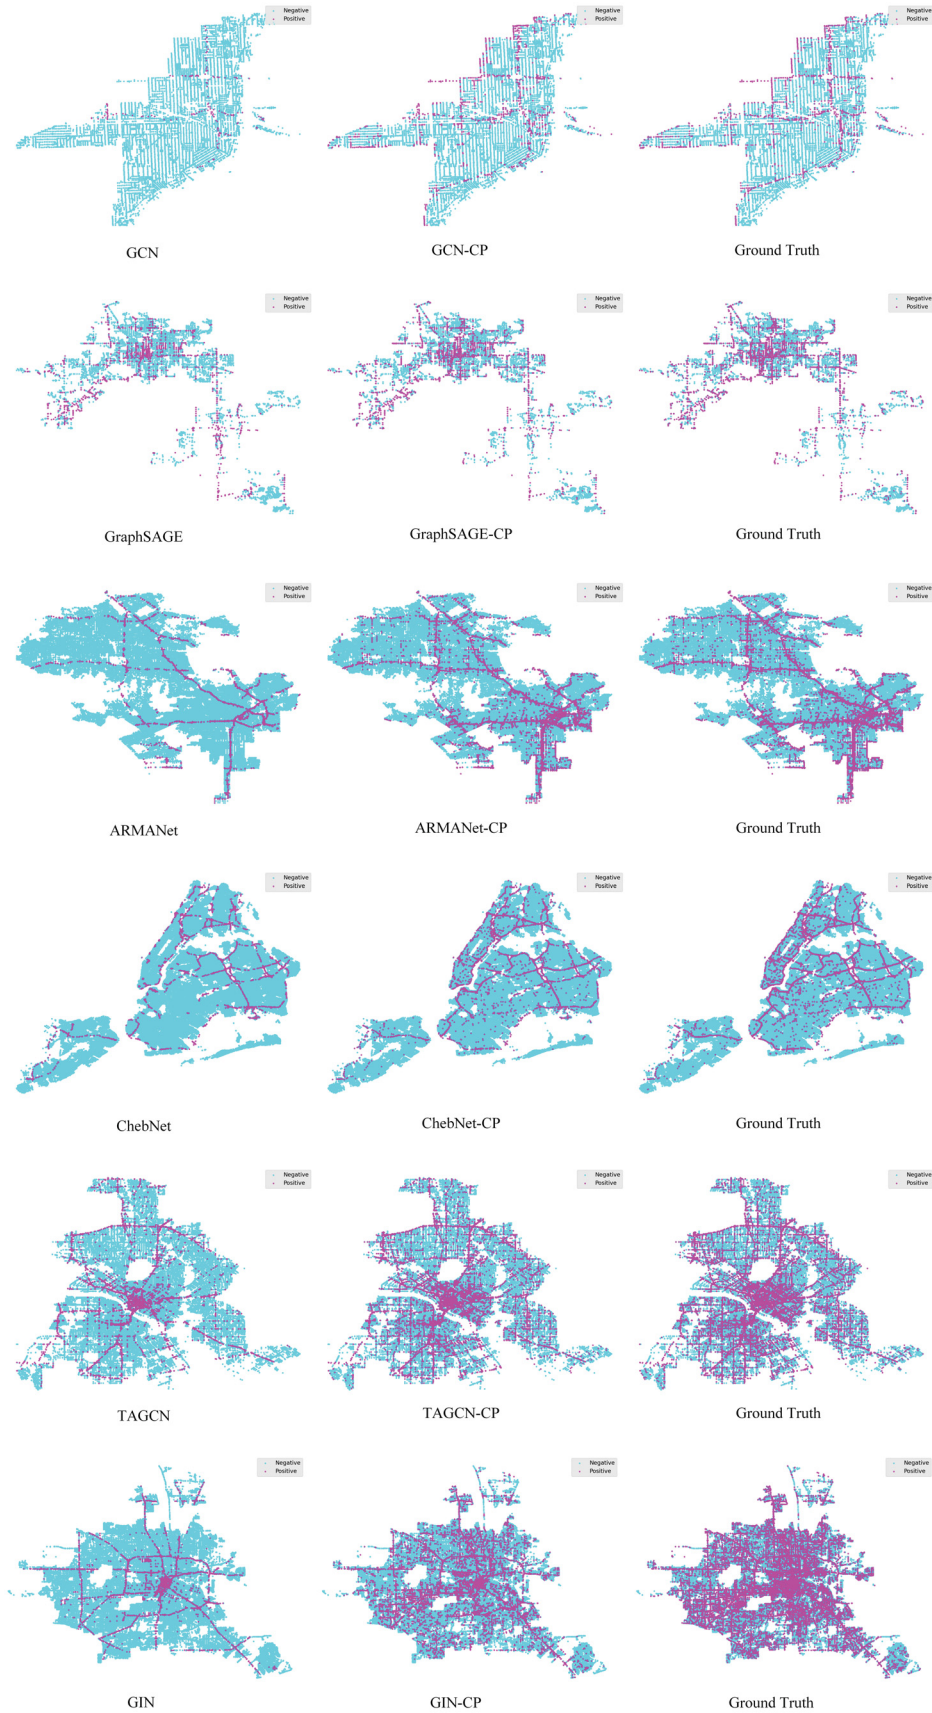 Negative
Positive
Negative
Positive
Negative
Positive
GCN
GCN-CP
Ground Truth
Negative
Positive
Negative
Positive
Negative
Positive
GraphSAGE
GraphSAGE-CP
Ground Truth
Negative
Positive
Negative
Positive
Negative
Positive
ARMANet
ARMANet-CP
Ground Truth
Negative
Positive
Negative
Positive
Negative
Positive
ChebNet
ChebNet-CP
Ground Truth
Negative
Positive
Negative
Positive
Negative
Positive
TAGCN
TAGCN-CP
Ground Truth
Negative
Positive
Negative
Positive
Negative
Positive
GIN
GIN-CP
Ground Truth